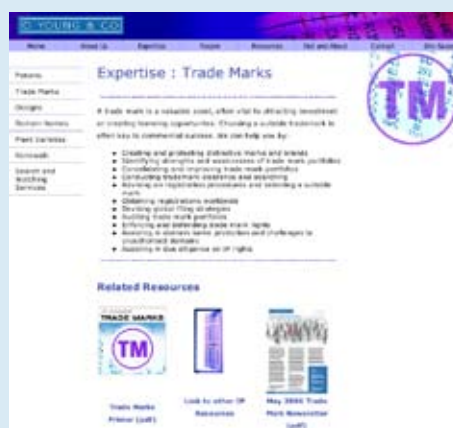 D YOUNG & CO
Home About Us Expertise People Resources Contact
Expertise : Trade Marks
Patents
Trade Marks
Designs
Domain Names
Plant Varieties
Search and
Watching
Services
TM
A trade mark is a valuable asset, often vital to attracting investment
or creating licensing opportunities. Choosing a suitable trademark is
often key to commercial success. We can help you by:
Creating and protecting distinctive marks and brands
Identifying strengths and weaknesses of trade mark portfolios
Consolidating and improving trade mark portfolios
Conducting trademark clearance and searching
Advising on registration procedures and selecting a suitable
mark
Obtaining registrations worldwide
Devising global filing strategies
Auditing trade mark portfolios
Enforcing and defending trade mark rights
Assisting in domain name protection and challenges to
unauthorised domains
Assisting in due diligence on IP rights
Related Resources
TRADE MARKS
TM
Trade Marks
Primer (pdf)
Link to other IP
Resources
May 2004 Trade
Mark Newsletter
(pdf)